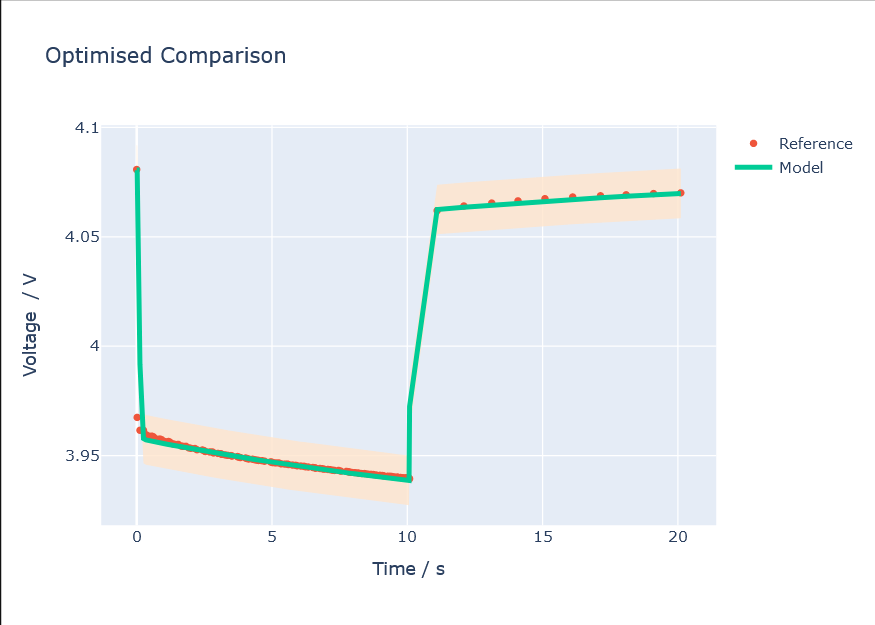 Optimised Comparison
Reference
Model
4.1
4.05
4
3.95
Voltage / V
0 5 10 15 20
Time / s